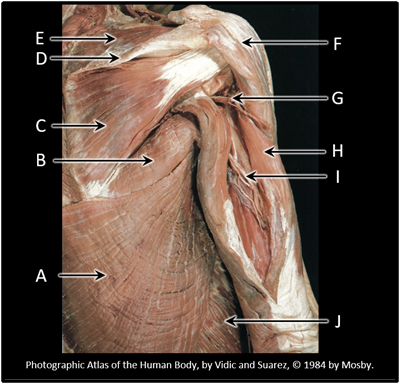 E
D
F
G
C
H
B
I
A
J
Photographic Atlas of the Human Body, by Vidic and Suarez, © 1984 by Mosby.